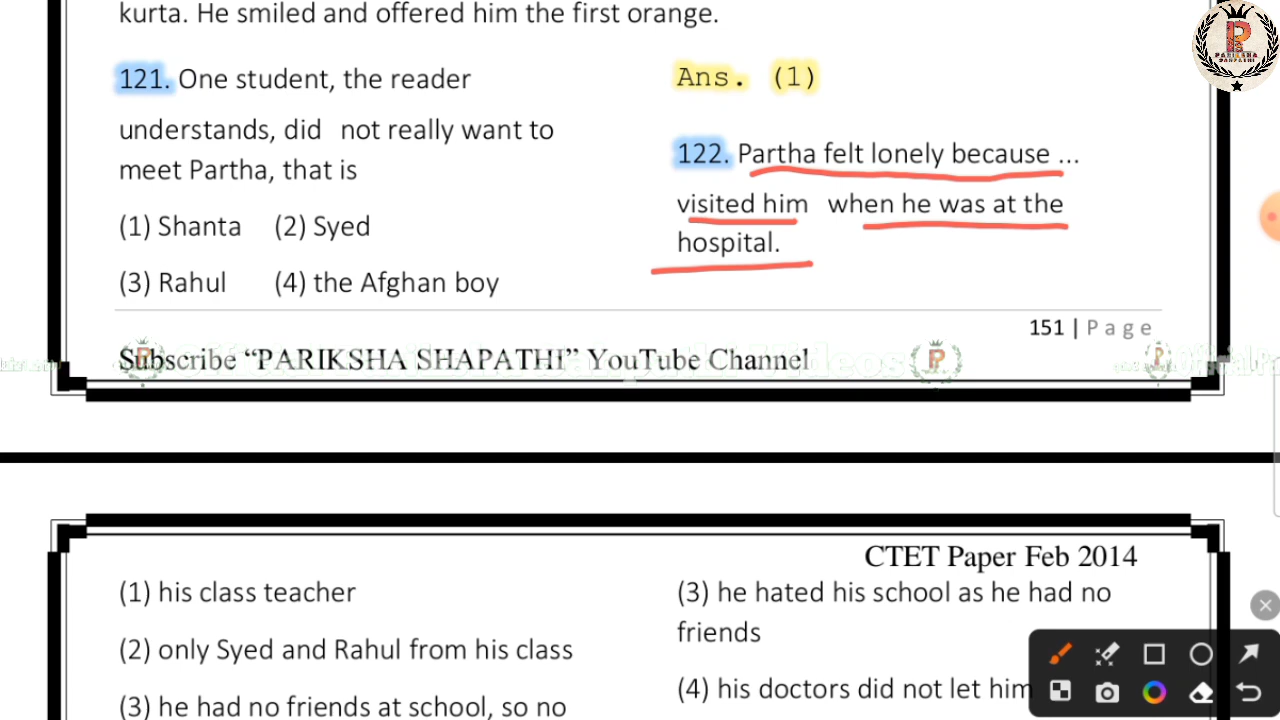 kurta. He smiled and offered him the first orange.
121. One student, the reader
understands, did not really want to
meet Partha, that is
(1) Shanta (2) Syed
(3) Rahul (4) the Afghan boy
Ans. (1)
122. Partha felt lonely because ...
visited him when he was at the
hospital.
151 | Page
Subscribe “PARIKSHA SHAPATHI” YouTube Channel
CTET Paper Feb 2014
(1) his class teacher
(2) only Syed and Rahul from his class
(3) he had no friends at school, so no
(3) he hated his school as he had no
friends
(4) his doctors did not let him